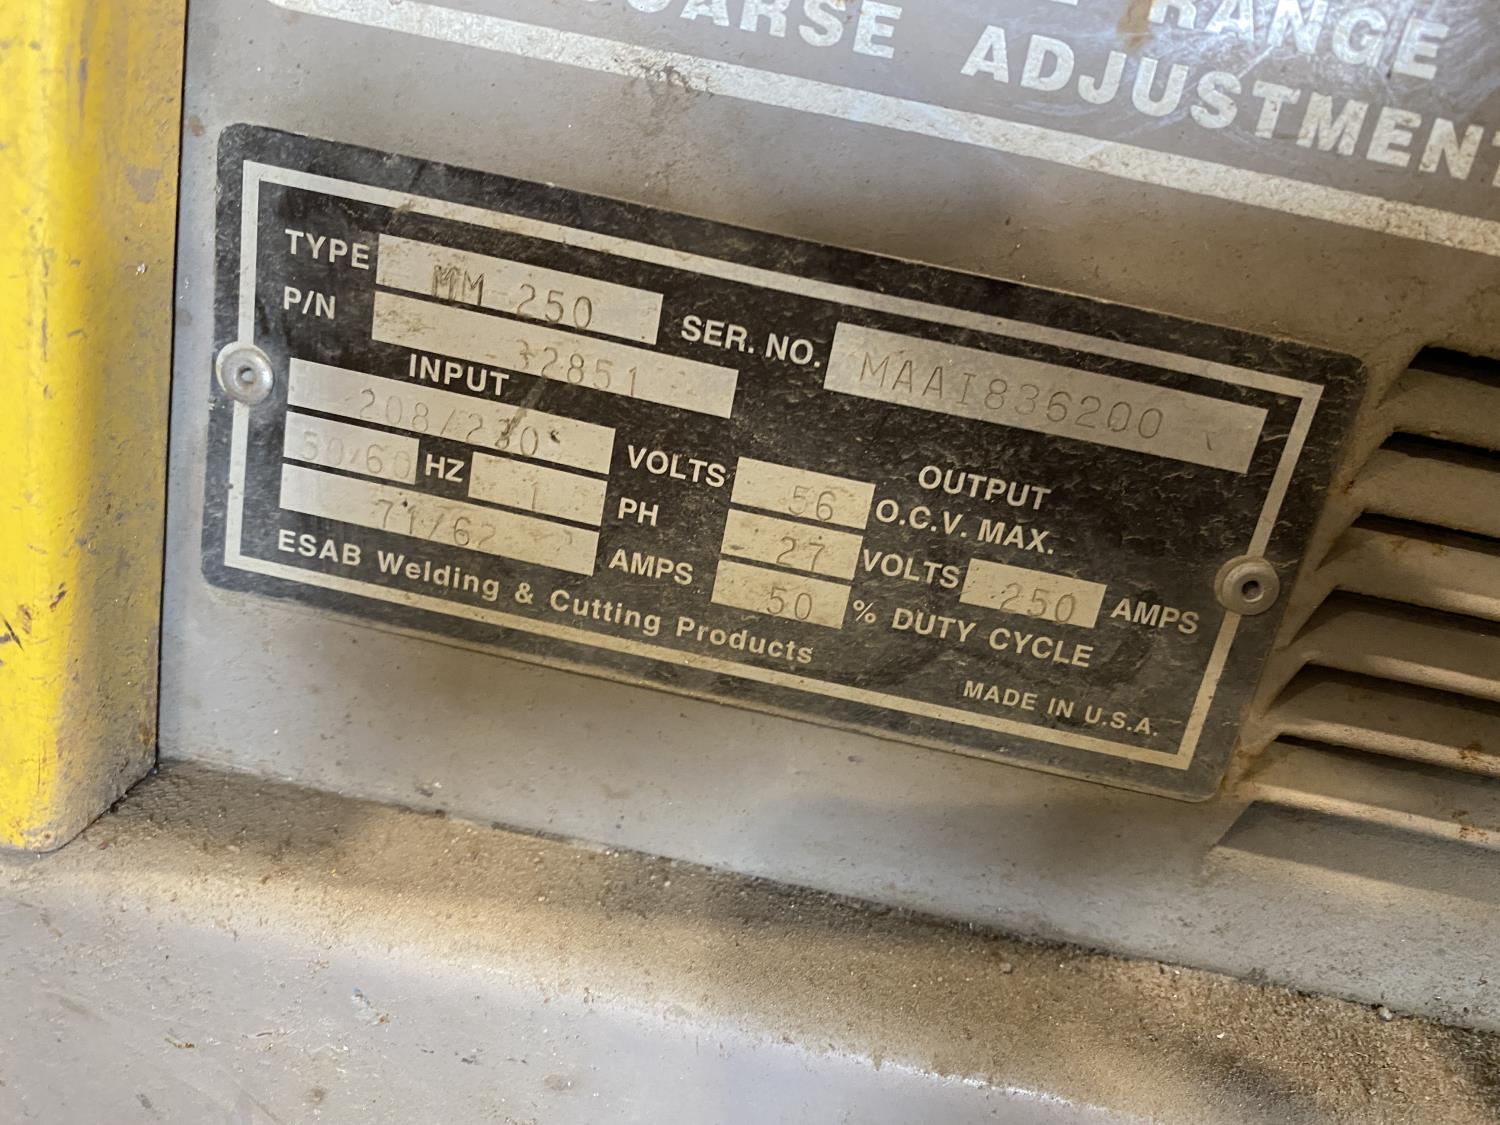 RANGE
COARSE ADJUSTMENT
TYPE MM-250
P/N 32851
SER. NO. MAAI836200
INPUT
208/230 VOLTS
50/60 HZ 1 PH
71/62 AMPS
OUTPUT
56 O.C.V. MAX.
27 VOLTS 250 AMPS
50 % DUTY CYCLE
ESAB Welding & Cutting Products
MADE IN U.S.A.